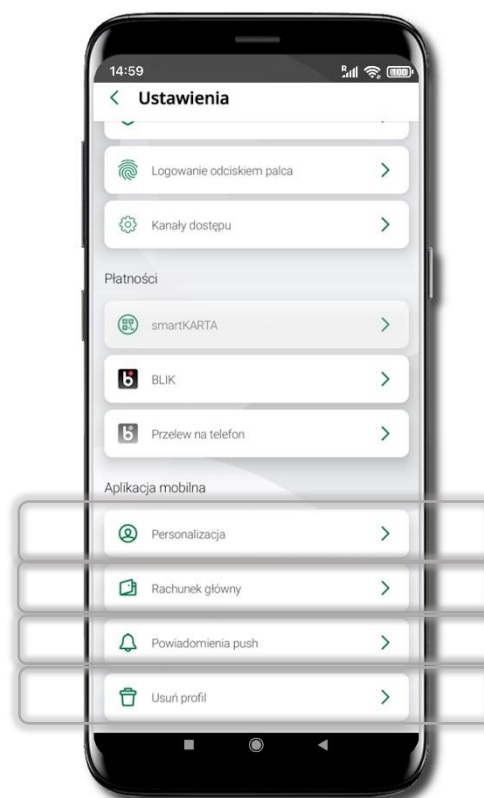 14:59
R
100
Ustawienia
Logowanie odciskiem palca
Kanały dostępu
Płatności
smartKARTA
BLIK
Przelew na telefon
Aplikacja mobilna
Personalizacja
Rachunek główny
Powiadomienia push
Usuń profil